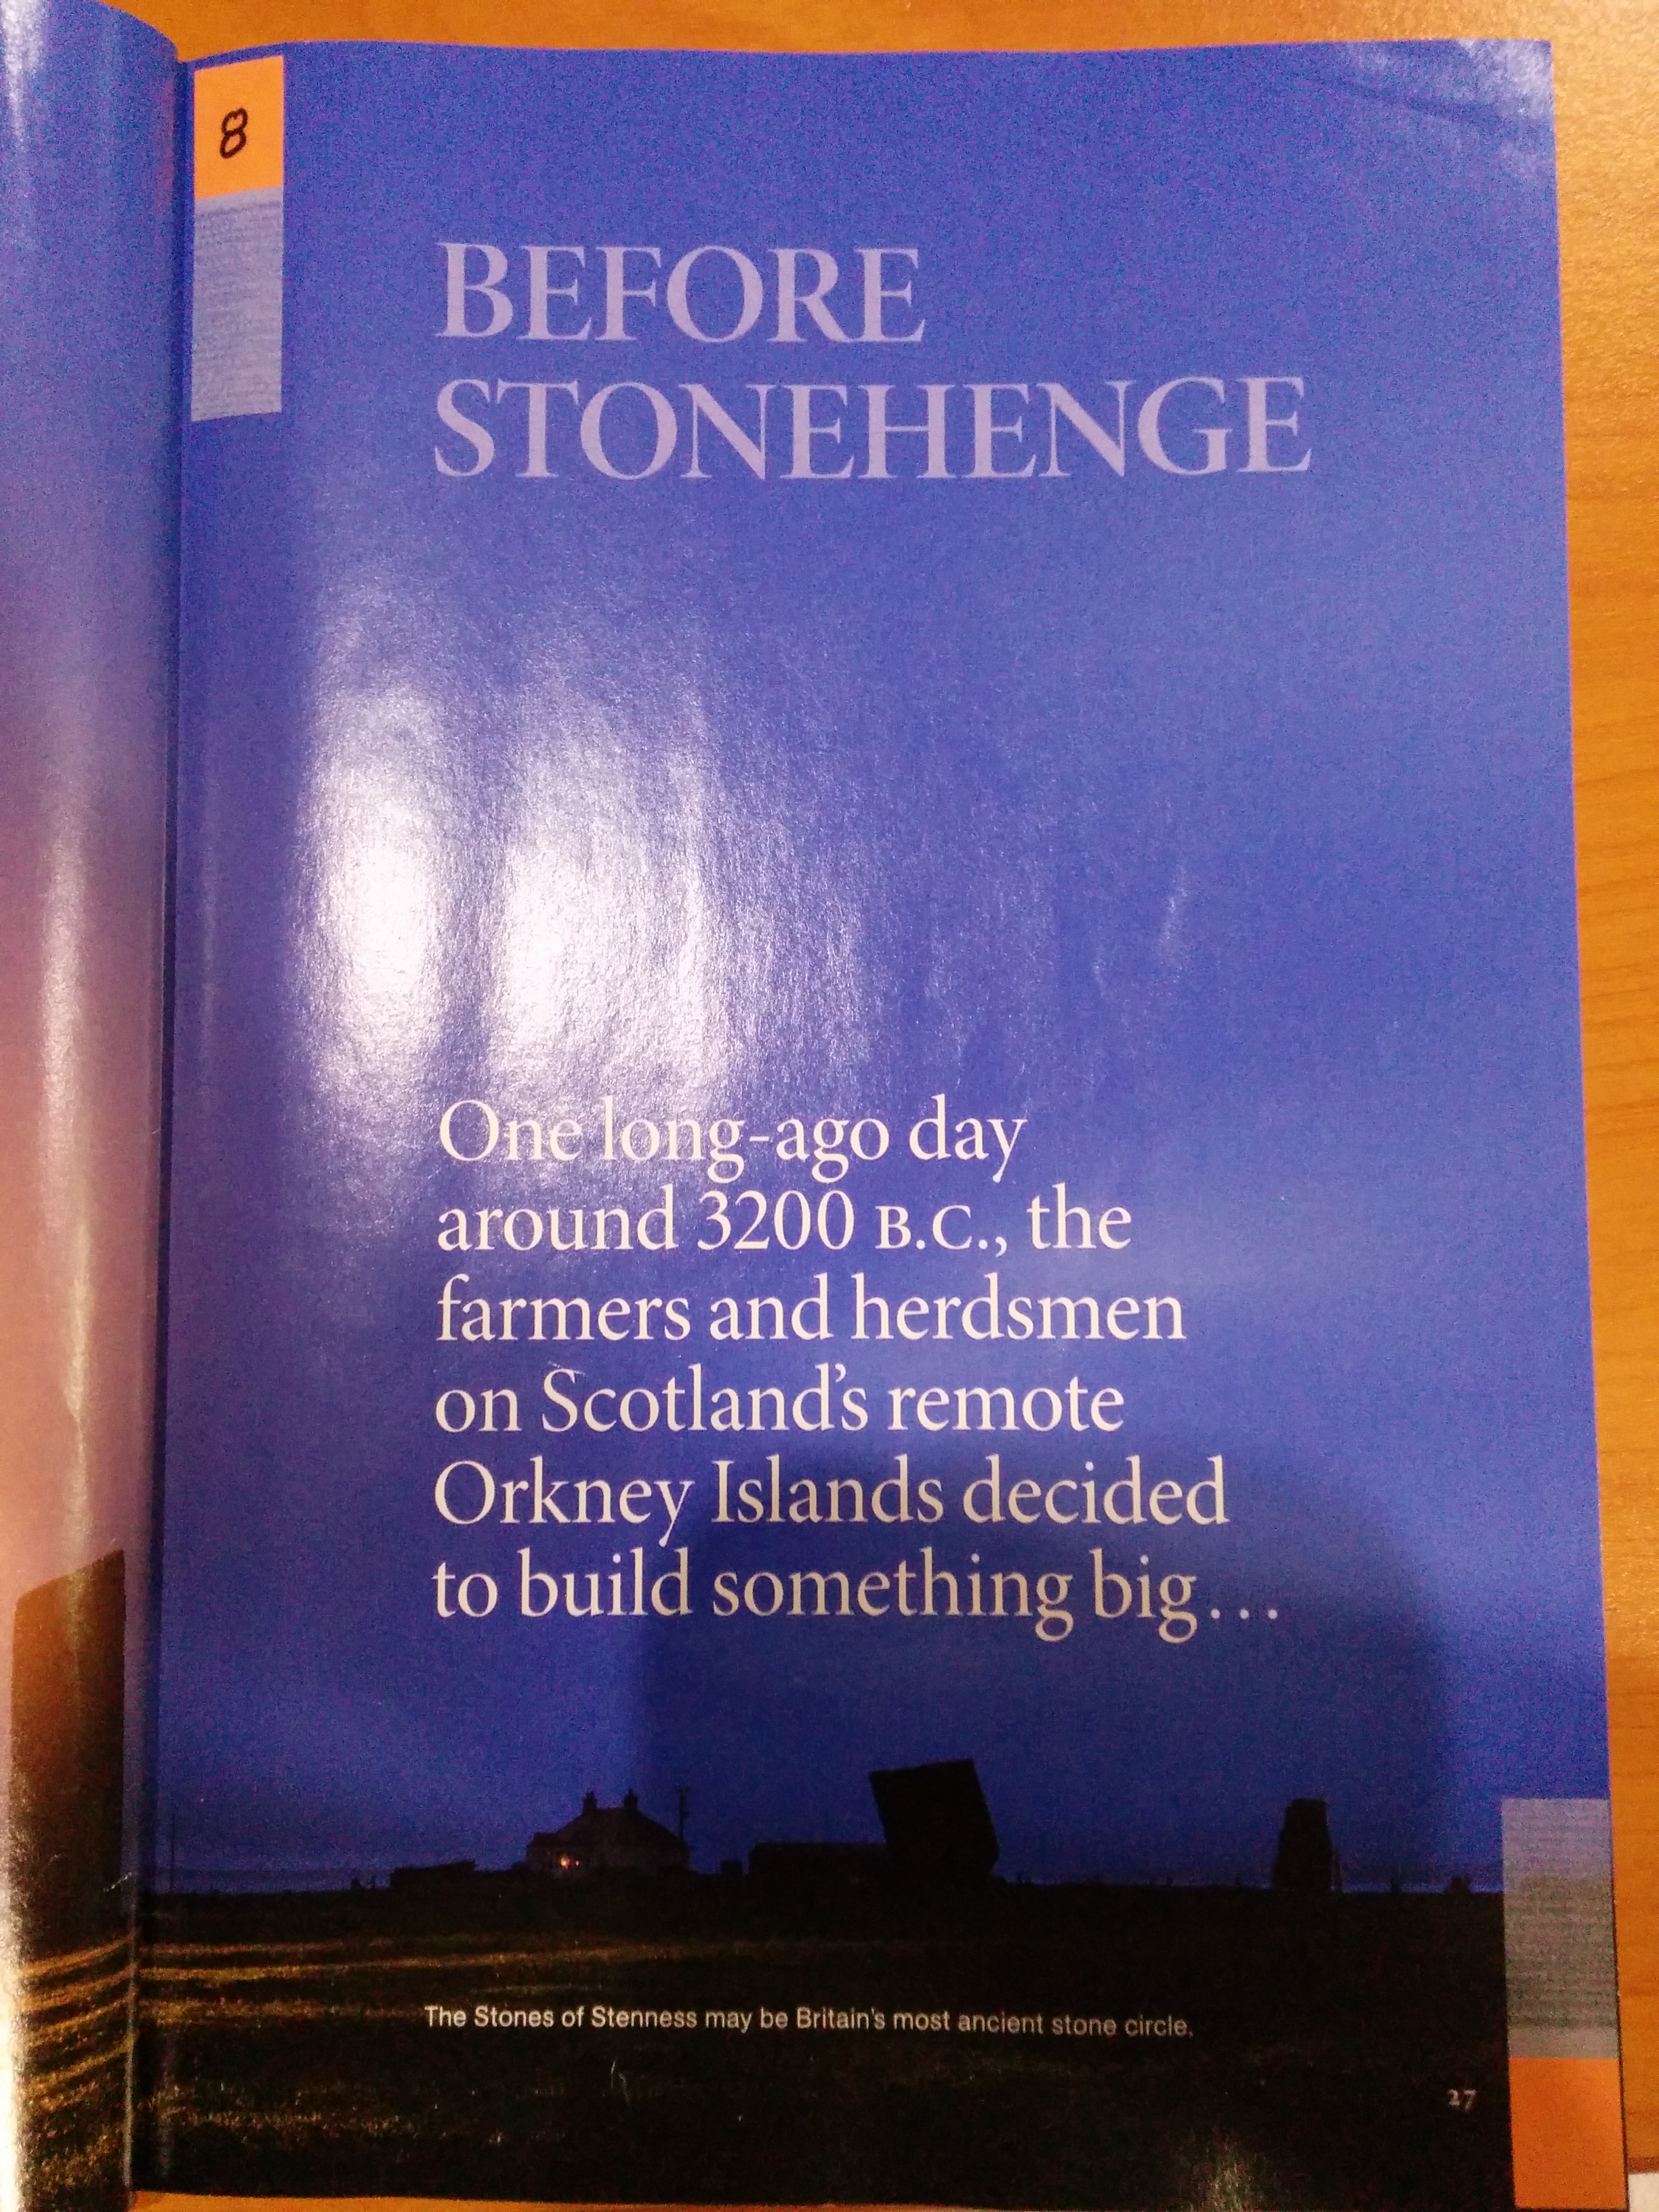 8
BEFORE
STONEHENGE
One long-ago day
around 3200 B.C., the
farmers and herdsmen
on Scotland's remote
Orkney Islands decided
to build something big...
The Stones of Stenness may be Britain's most ancient stone circle.
27